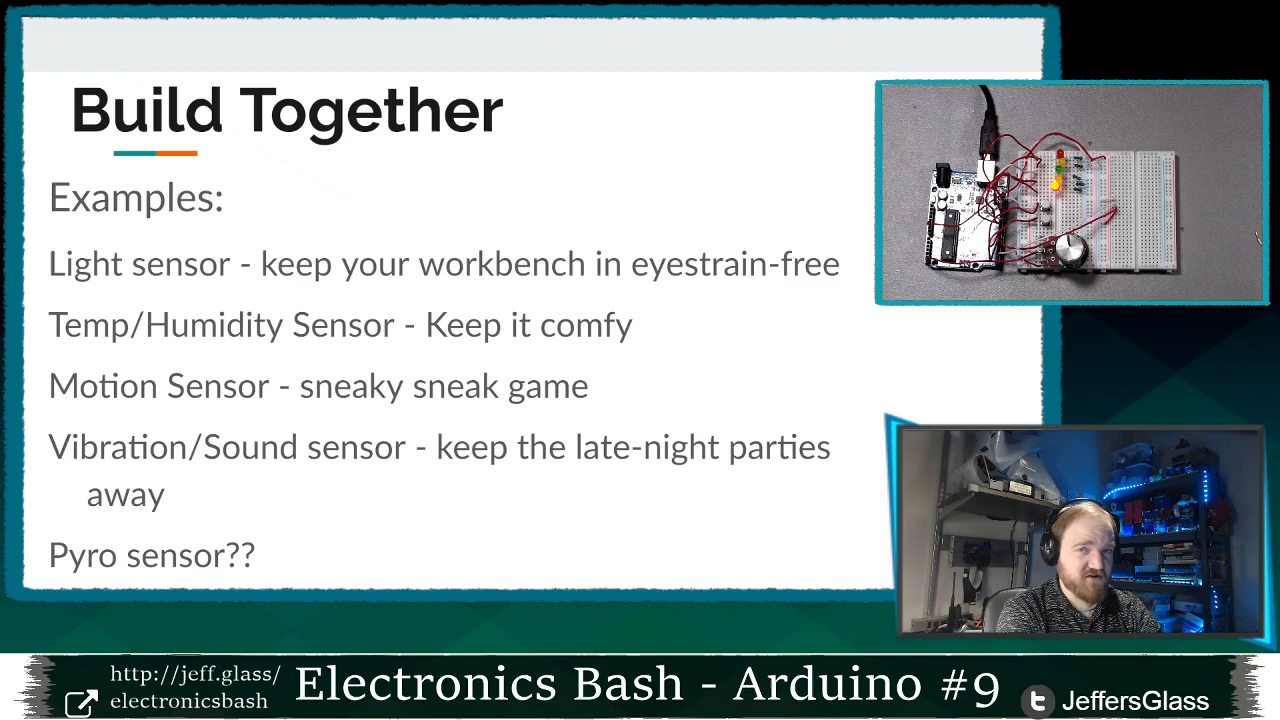 Build Together
Examples:
Light sensor - keep your workbench in eyestrain-free
Temp/Humidity Sensor - Keep it comfy
Motion Sensor - sneaky sneak game
Vibration/Sound sensor - keep the late-night parties
away
Pyro sensor??
http://jeff.glass/
electronicsbash
Electronics Bash - Arduino #9
JeffersGlass